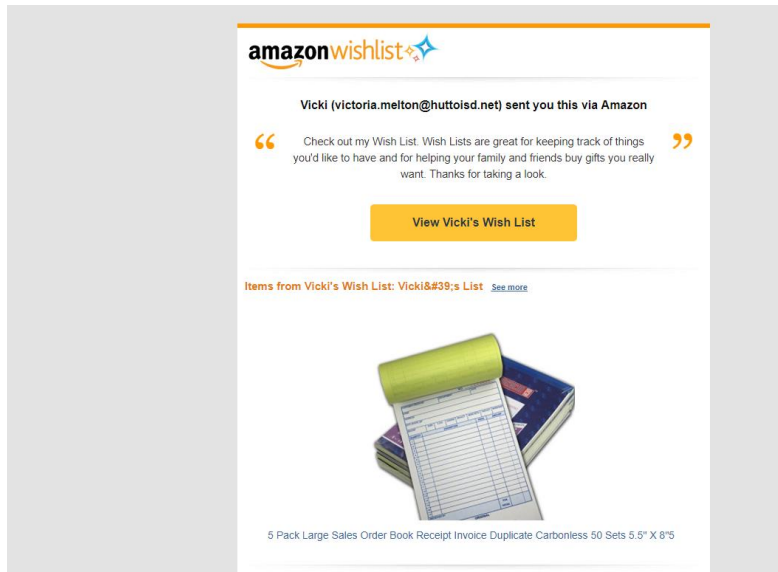 amazonwishlist
Vicki (victoria.melton@huttoisd.net) sent you this via Amazon
“ Check out my Wish List. Wish Lists are great for keeping track of things ”
you'd like to have and for helping your family and friends buy gifts you really
want. Thanks for taking a look.
View Vicki's Wish List
Items from Vicki's Wish List: Vicki&#39;s List See more
5 Pack Large Sales Order Book Receipt Invoice Duplicate Carbonless 50 Sets 5.5" X 8"5